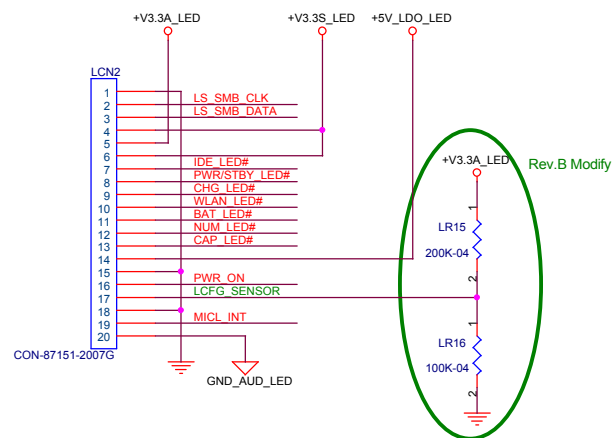 +V3.3A_LED
+V3.3S_LED
+5V_LDO_LED
LCN2
1
2 LS_SMB_CLK
3 LS_SMB_DATA
4
5
6
7 IDE_LED#
8 PWR/STBY_LED#
9 CHG_LED#
10 WLAN_LED#
11 BAT_LED#
12 NUM_LED#
13 CAP_LED#
14
15
16 PWR_ON
17 LCFG_SENSOR
18
19 MICL_INT
20
CON-87151-2007G
GND_AUD_LED
+V3.3A_LED
Rev.B Modify
1
LR15
200K-04
2
1
LR16
100K-04
2